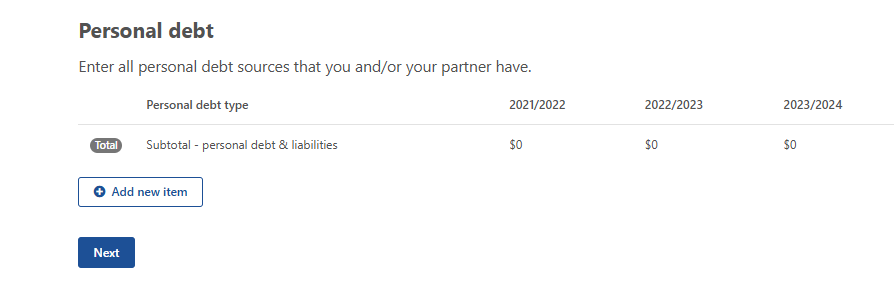 Personal debt
Enter all personal debt sources that you and/or your partner have.
Personal debt type 2021/2022 2022/2023 2023/2024
Total Subtotal - personal debt & liabilities $0 $0 $0
Add new item
Next